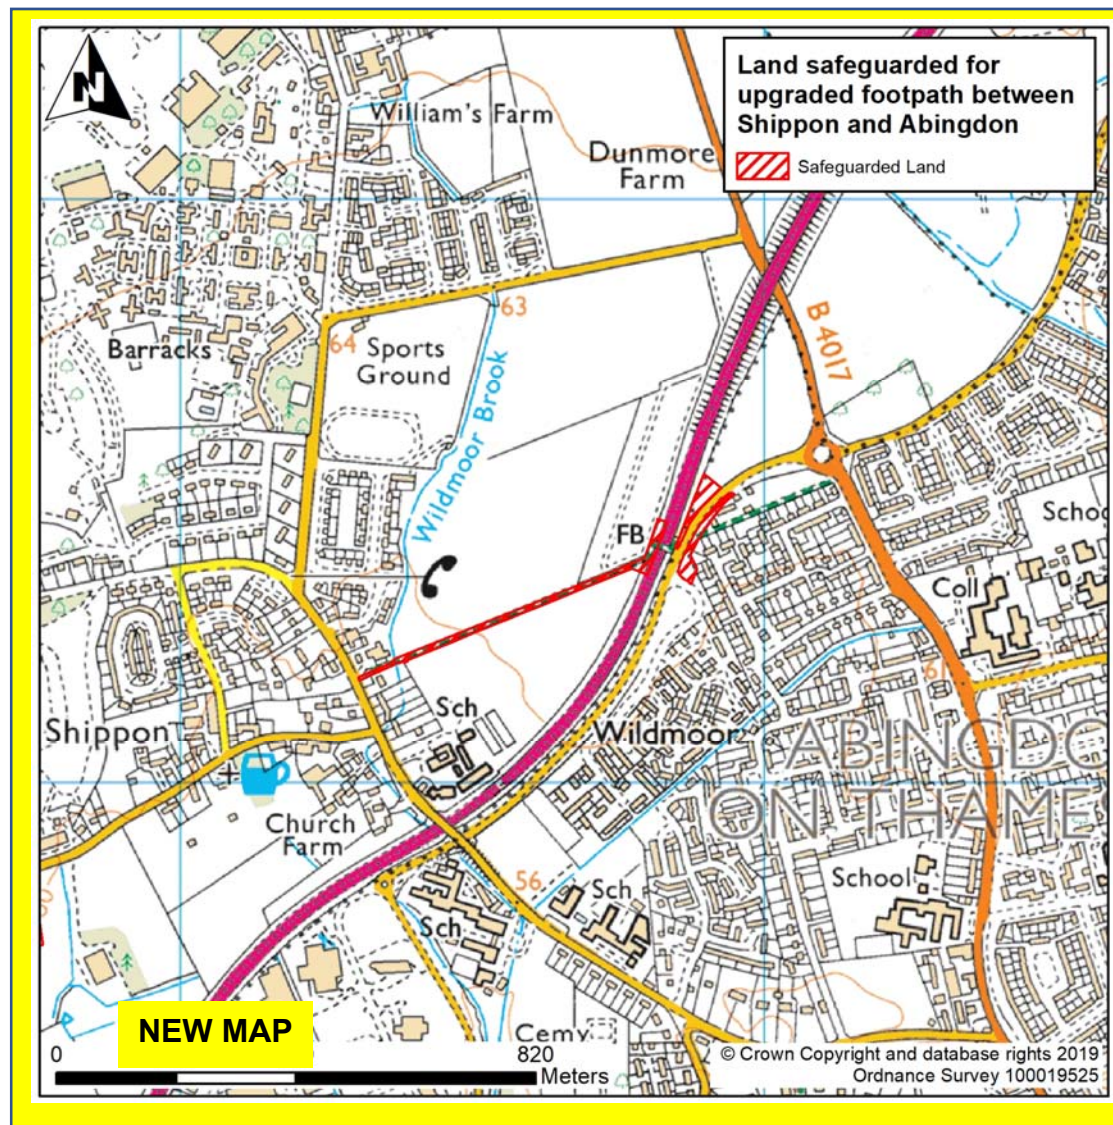 N
Land safeguarded for
upgraded footpath between
Shippon and Abingdon
Safeguarded Land
William's Farm
Dunmore
Farm
B 4017
63
64
Barracks
Sports
Ground
Wildmoor Brook
FB
Schoo
Coll
61
Sch
Shippon
Wildmoor
ABINGDO
ON THAMES
Church
Farm
56
Sch
School
Sch
60
Cemy
NEW MAP
0
820
Meters
© Crown Copyright and database rights 2019
Ordnance Survey 100019525